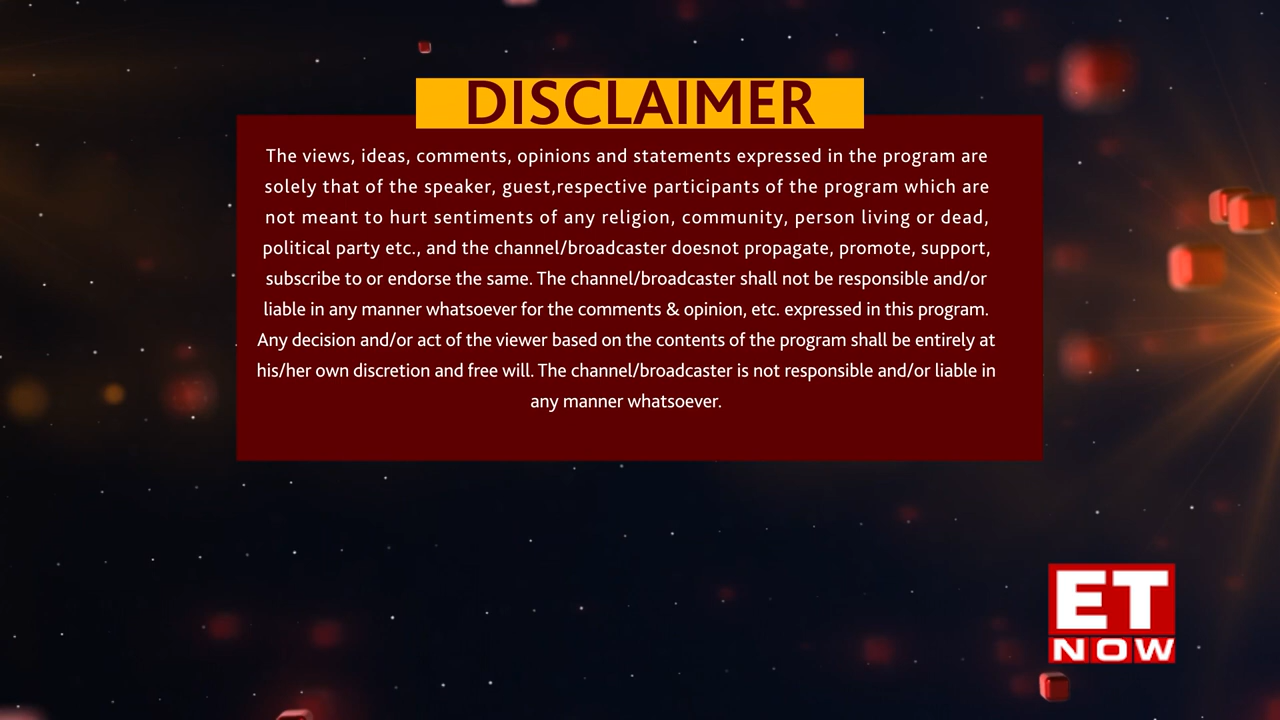 DISCLAIMER
The views, ideas, comments, opinions and statements expressed in the program are
solely that of the speaker, guest,respective participants of the program which are
not meant to hurt sentiments of any religion, community, person living or dead,
political party etc., and the channel/broadcaster doesnot propagate, promote, support,
subscribe to or endorse the same. The channel/broadcaster shall not be responsible and/or
liable in any manner whatsoever for the comments & opinion, etc. expressed in this program.
Any decision and/or act of the viewer based on the contents of the program shall be entirely at
his/her own discretion and free will. The channel/broadcaster is not responsible and/or liable in
any manner whatsoever.
ET
NOW